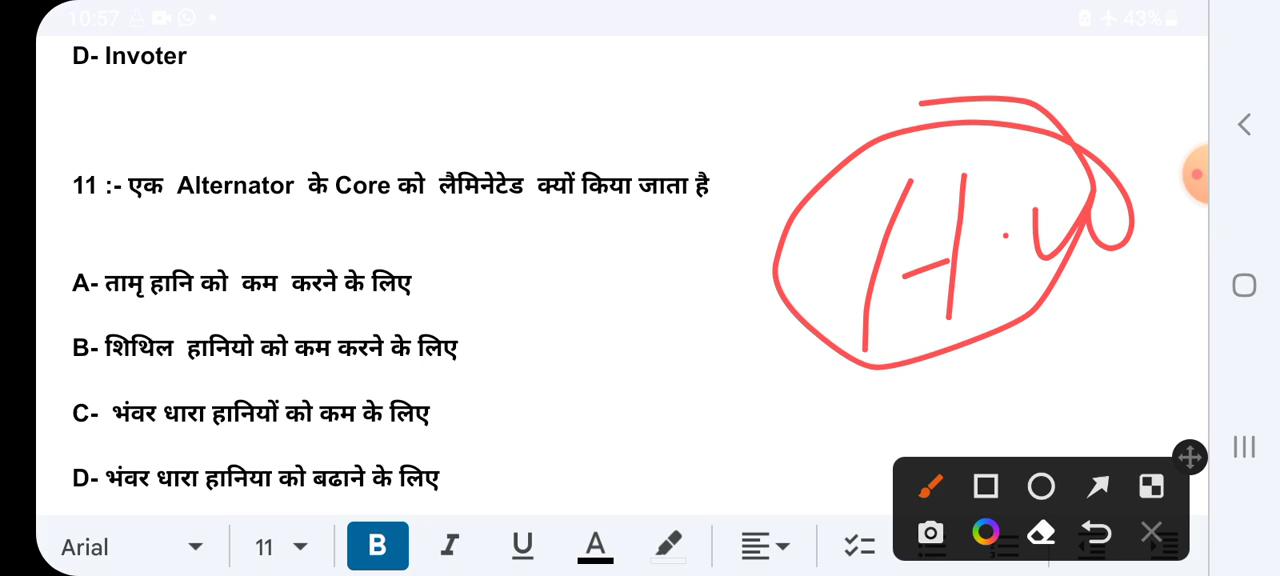 10:57 43%
D- Invoter
11 :- एक Alternator के Core को लैमिनेटेड क्यों किया जाता है
H.W
A- तामृ हानि को कम करने के लिए
B- शिथिल हानियो को कम करने के लिए
C- भंवर धारा हानियों को कम के लिए
D- भंवर धारा हानिया को बढाने के लिए
Arial 11 B I U A